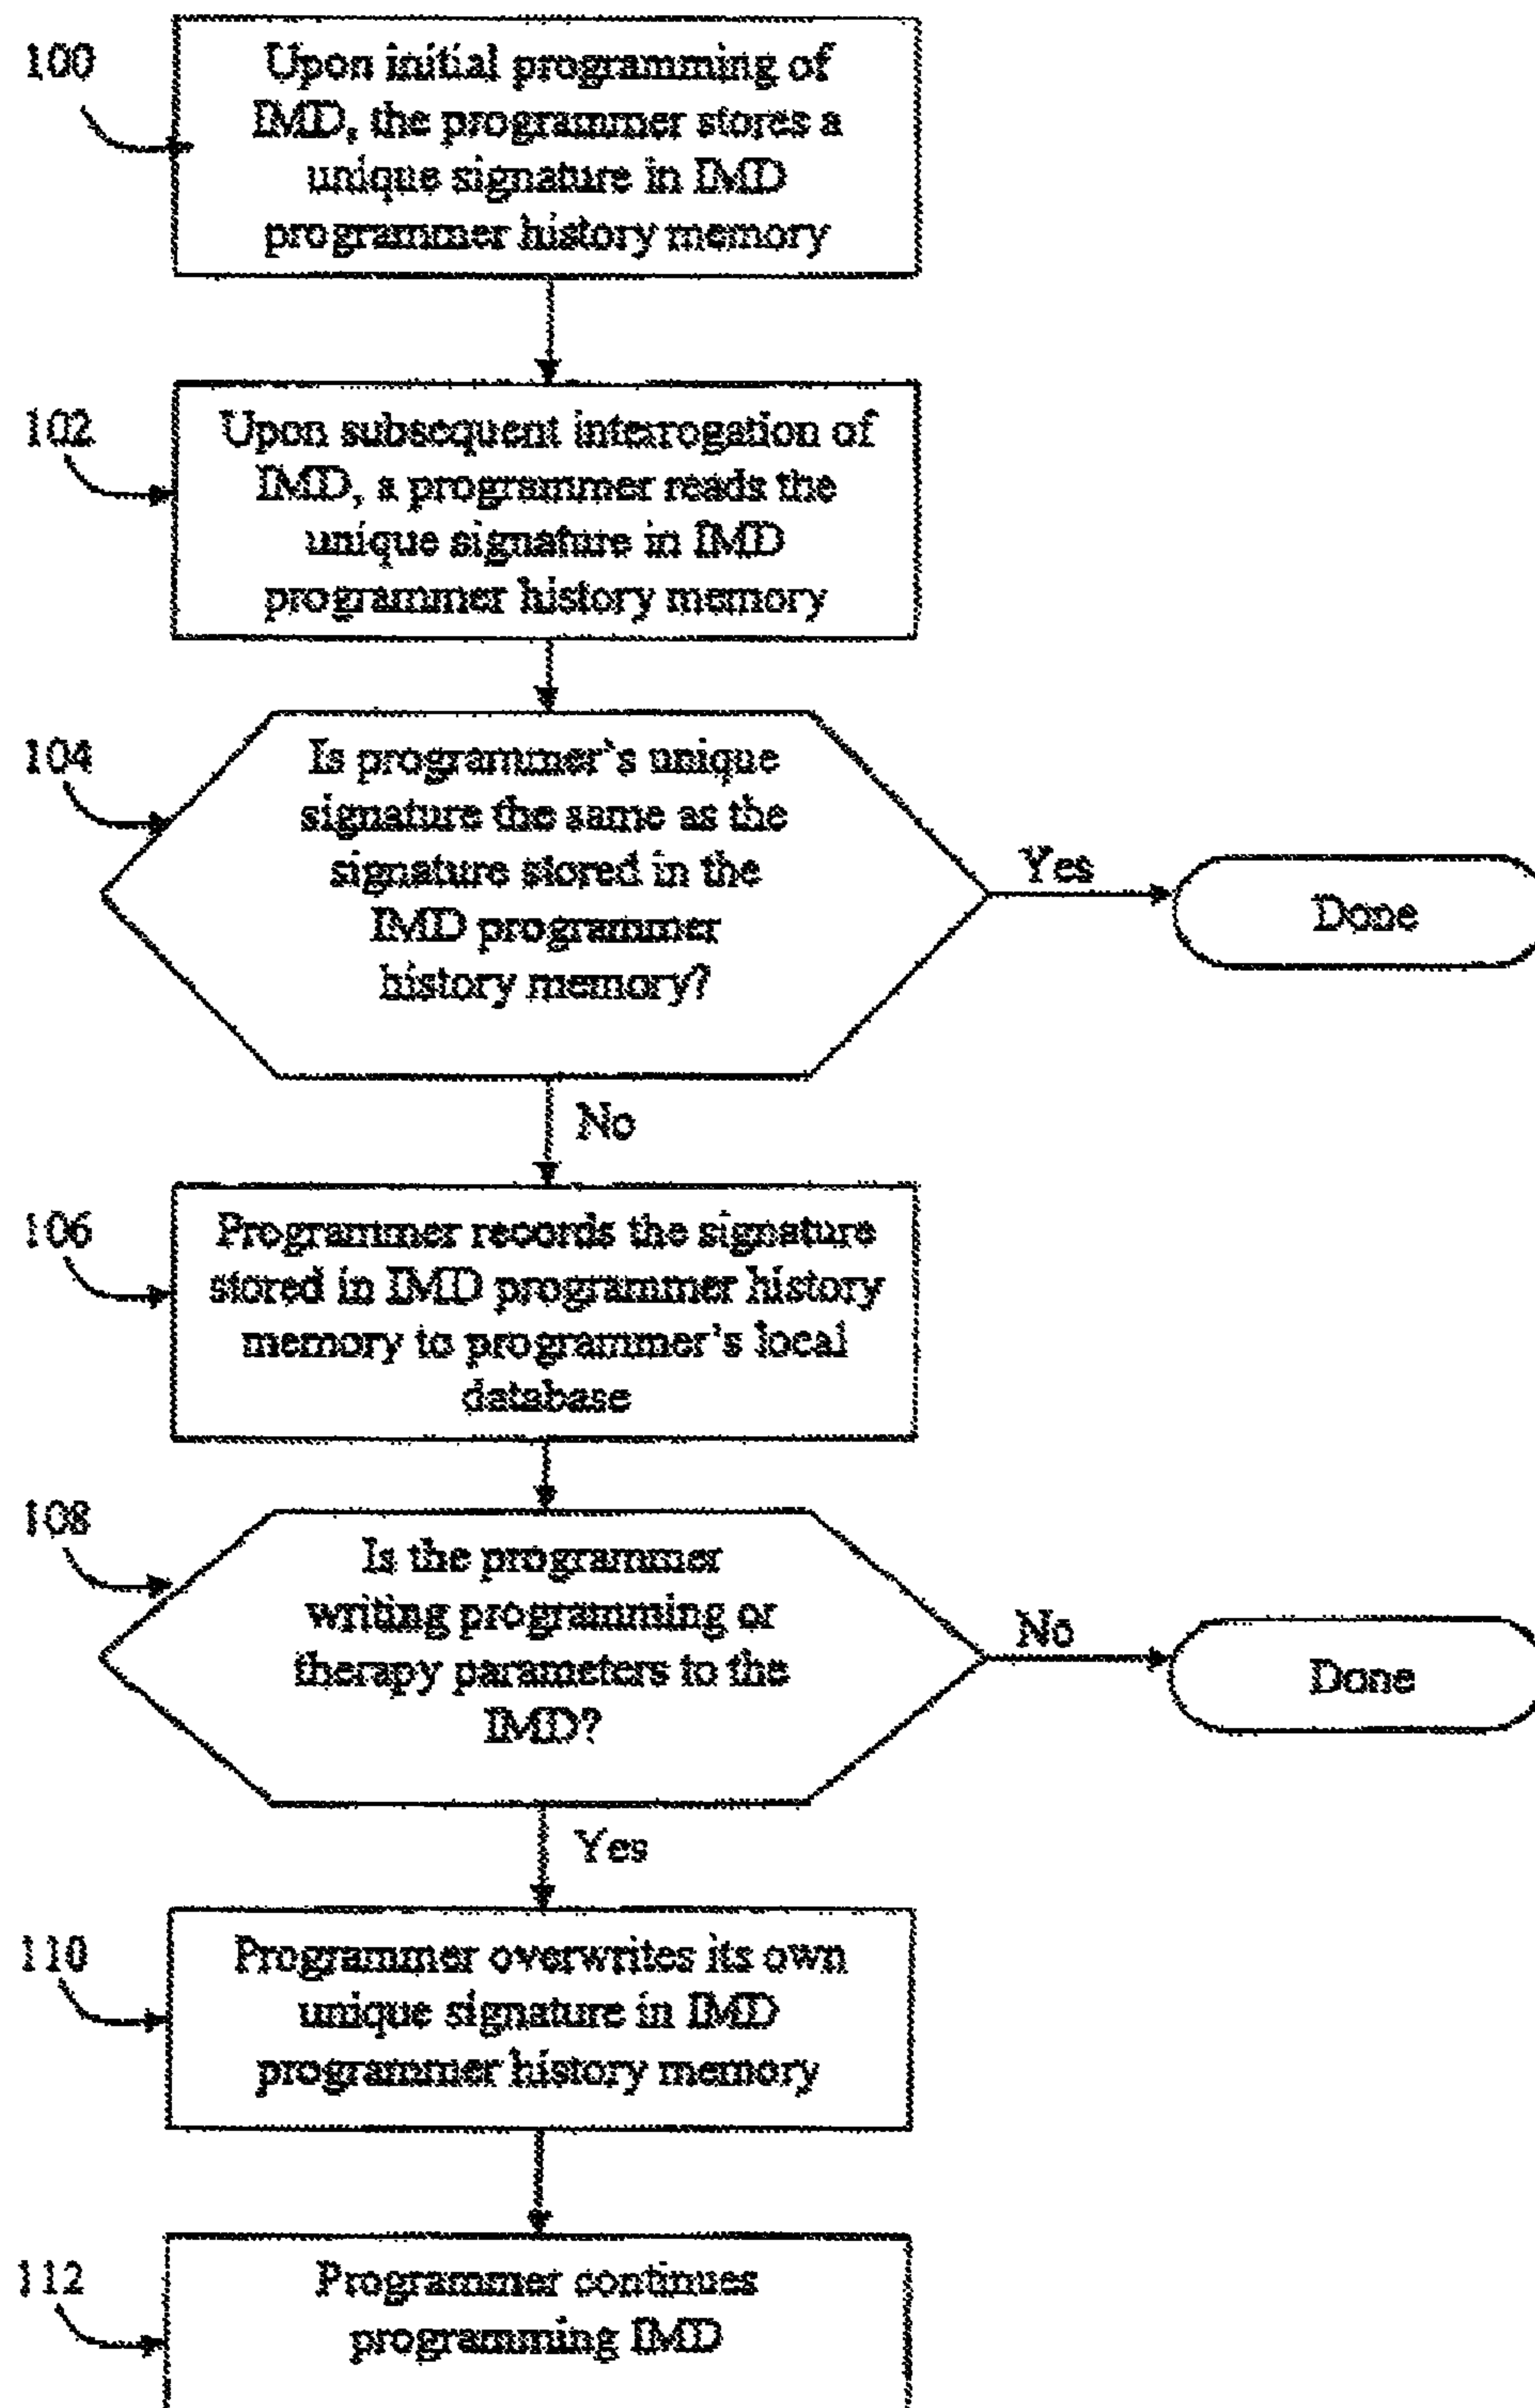 100
Upon initial programming of
IMD, the programmer stores a
unique signature in IMD
programmer history memory
102
Upon subsequent interrogation of
IMD, a programmer reads the
unique signature in IMD
programmer history memory
104
Is programmer's unique
signature the same as the
signature stored in the
IMD programmer
history memory?
Yes
Done
No
106
Programmer records the signature
stored in IMD programmer history
memory to programmer's local
database
108
Is the programmer
writing programming or
therapy parameters to the
IMD?
No
Done
Yes
110
Programmer overwrites its own
unique signature in IMD
programmer history memory
112
Programmer continues
programming IMD